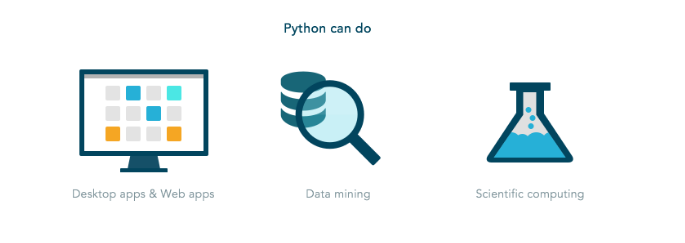 Python can do
Desktop apps & Web apps
Data mining
Scientific computing